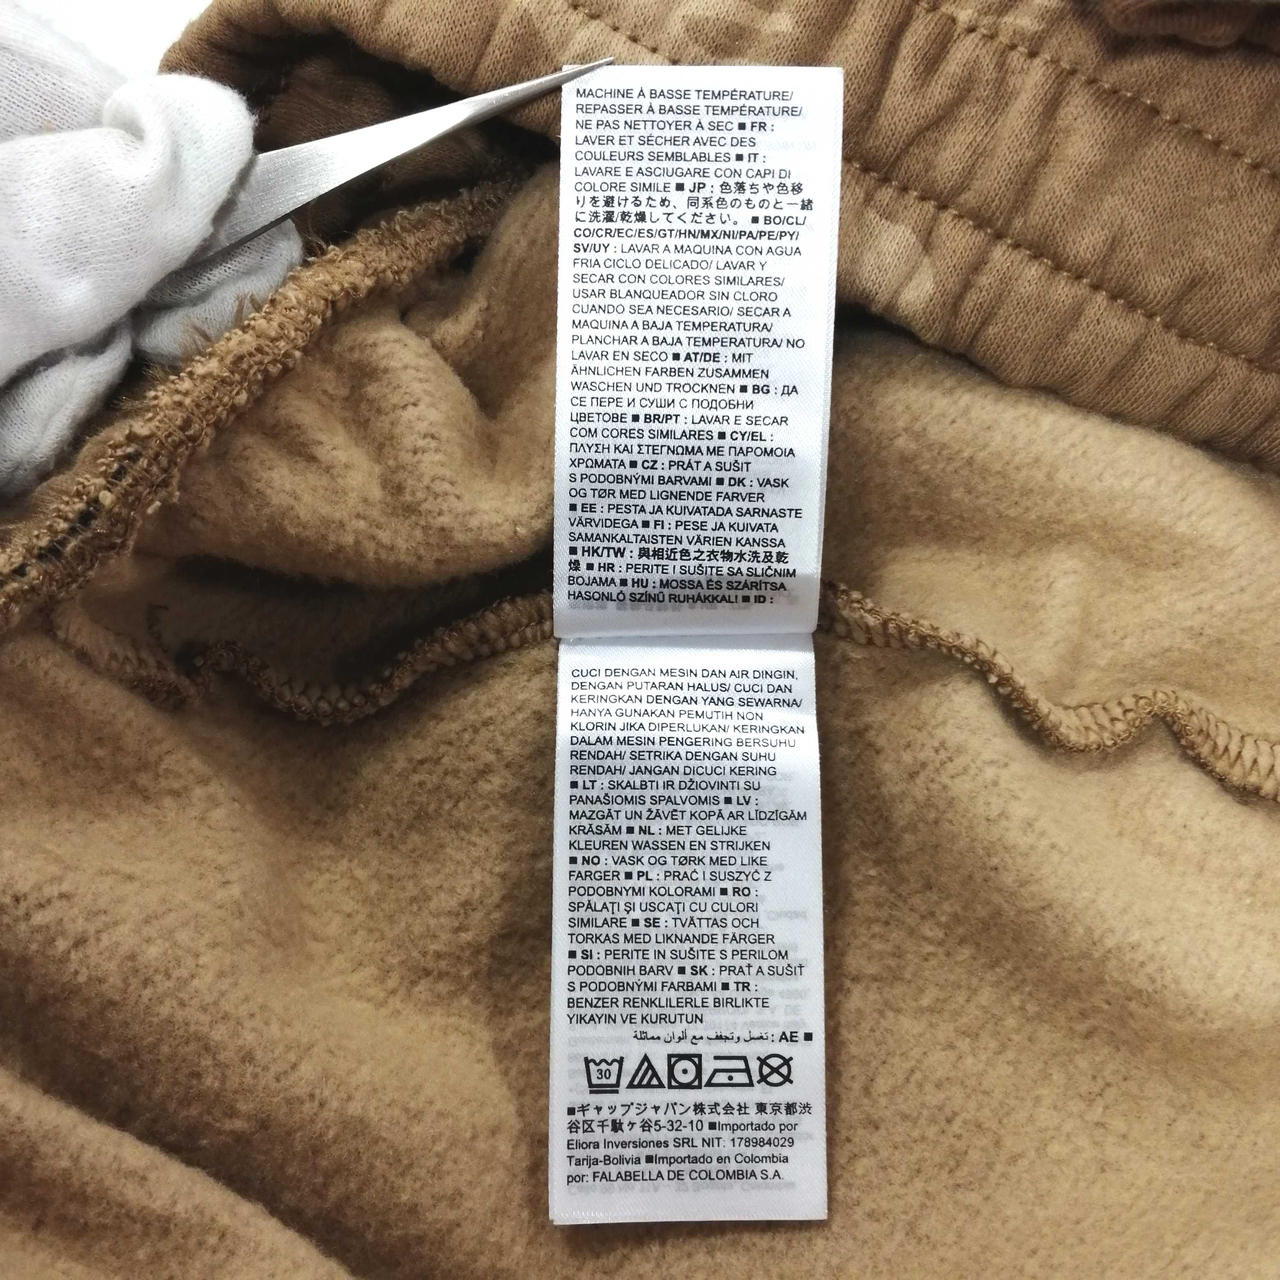 MACHINE À BASSE TEMPÉRATURE/
REPASSER À BASSE TEMPÉRATURE/
NE PAS NETTOYER À SEC ■ FR :
LAVER ET SÉCHER AVEC DES
COULEURS SEMBLABLES ■ IT :
LAVARE E ASCIUGARE CON CAPI DI
COLORE SIMILE ■ JP : 色落ちや色移
りを避けるため、同系色のものと一緒
に洗濯/乾燥してください。 ■ BO/CL/
CO/CR/EC/ES/GT/HN/MX/NI/PA/PE/PY/
SV/UY : LAVAR A MAQUINA CON AGUA
FRIA CICLO DELICADO/ LAVAR Y
SECAR CON COLORES SIMILARES/
USAR BLANQUEADOR SIN CLORO
CUANDO SEA NECESARIO/ SECAR A
MAQUINA A BAJA TEMPERATURA/
PLANCHAR A BAJA TEMPERATURA/ NO
LAVAR EN SECO ■ AT/DE : MIT
ÄHNLICHEN FARBEN ZUSAMMEN
WASCHEN UND TROCKNEN ■ BG : ДА
СЕ ПЕРЕ И СУШИ С ПОДОБНИ
ЦВЕТОВЕ ■ BR/PT : LAVAR E SECAR
COM CORES SIMILARES ■ CY/EL :
ΠΛΥΣΗ ΚΑΙ ΣΤΕΓΝΩΜΑ ΜΕ ΠΑΡΟΜΟΙΑ
ΧΡΩΜΑΤΑ ■ CZ : PRÁT A SUŠIT
S PODOBNÝMI BARVAMI ■ DK : VASK
OG TØR MED LIGNENDE FARVER
■ EE : PESTA JA KUIVATADA SARNASTE
VÄRVIDEGA ■ FI : PESE JA KUIVATA
SAMANKALTAISTEN VÄRIEN KANSSA
■ HK/TW : 與相近色之衣物水洗及乾
燥 ■ HR : PERITE I SUŠITE SA SLIČNIM
BOJAMA ■ HU : MOSSA ÉS SZÁRÍTSA
HASONLÓ SZÍNŰ RUHÁKKAL! ■ ID :
CUCI DENGAN MESIN DAN AIR DINGIN,
DENGAN PUTARAN HALUS/ CUCI DAN
KERINGKAN DENGAN YANG SEWARNA/
HANYA GUNAKAN PEMUTIH NON
KLORIN JIKA DIPERLUKAN/ KERINGKAN
DALAM MESIN PENGERING BERSUHU
RENDAH/ SETRIKA DENGAN SUHU
RENDAH/ JANGAN DICUCI KERING
■ LT : SKALBTI IR DŽIOVINTI SU
PANAŠIOMIS SPALVOMIS ■ LV :
MAZGĀT UN ŽĀVĒT KOPĀ AR LĪDZĪGĀM
KRĀSĀM ■ NL : MET GELIJKE
KLEUREN WASSEN EN STRIJKEN
■ NO : VASK OG TØRK MED LIKE
FARGER ■ PL : PRAĆ I SUSZYĆ Z
PODOBNYMI KOLORAMI ■ RO :
SPĂLAŢI ŞI USCAŢI CU CULORI
SIMILARE ■ SE : TVÄTTAS OCH
TORKAS MED LIKNANDE FÄRGER
■ SI : PERITE IN SUŠITE S PERILOM
PODOBNIH BARV ■ SK : PRAŤ A SUŠIŤ
S PODOBNÝMI FARBAMI ■ TR :
BENZER RENKLILERLE BIRLIKTE
YIKAYIN VE KURUTUN
■ AE : تغسل وتجفف مع ألوان مماثلة
30
■ギャップジャパン株式会社 東京都渋
谷区千駄ケ谷5-32-10 ■Importado por
Eliora Inversiones SRL NIT: 178984029
Tarija-Bolivia ■Importado en Colombia
por: FALABELLA DE COLOMBIA S.A.